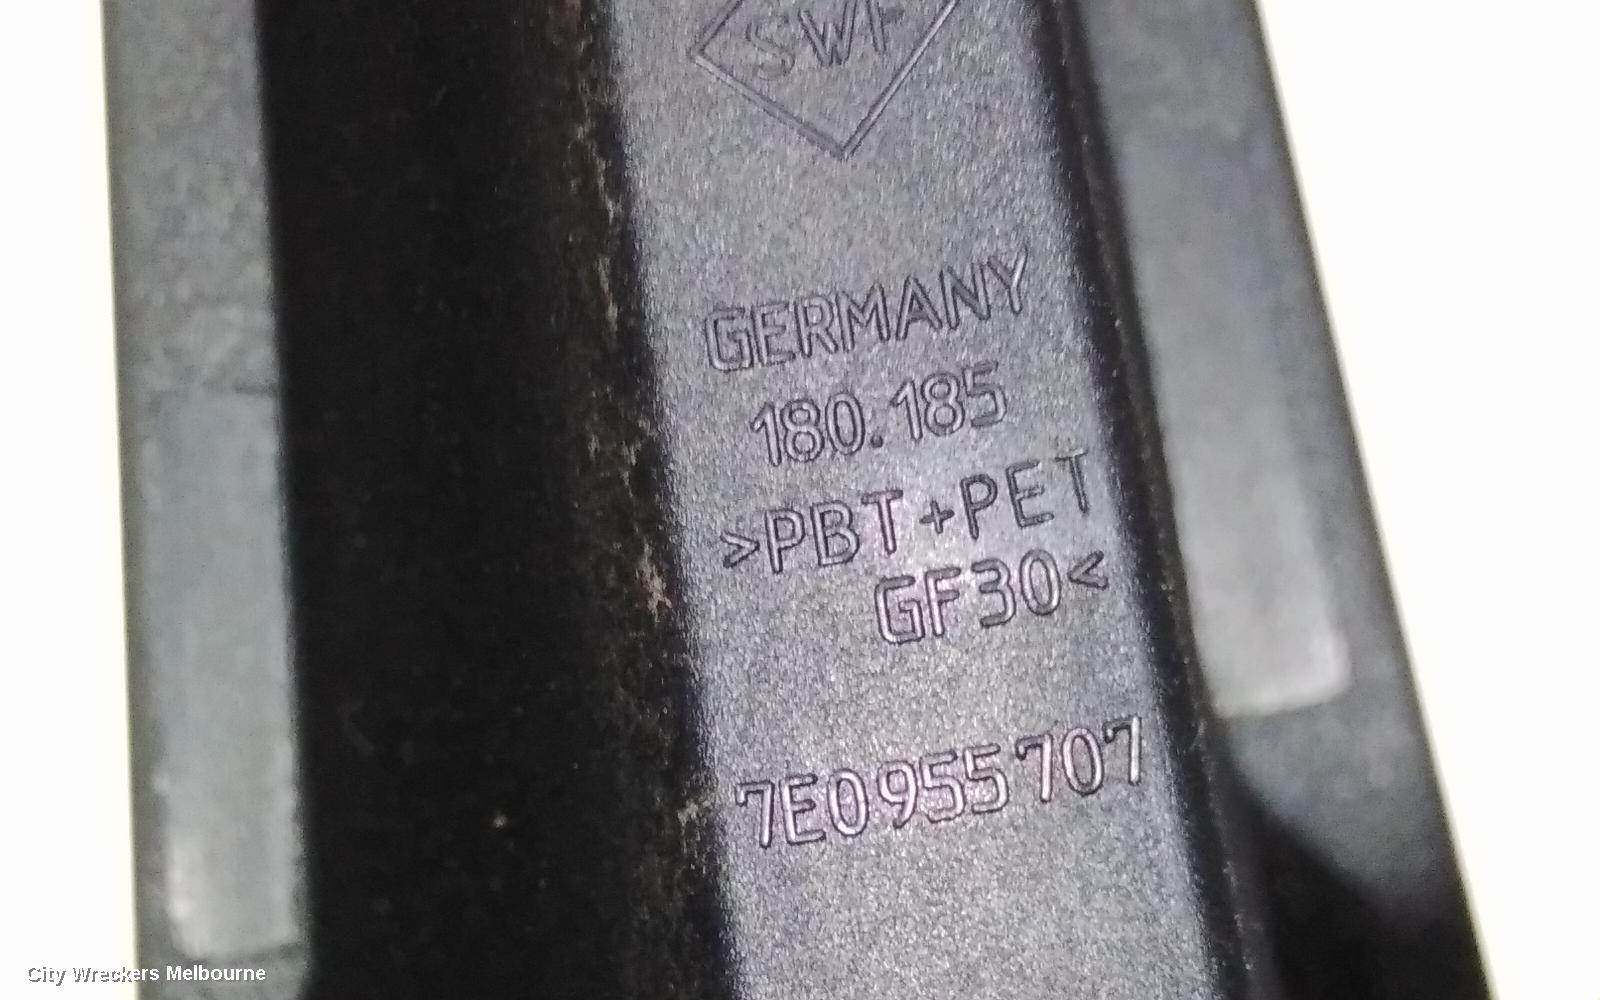 SWF
GERMANY
180.185
>PBT+PET
GF30<
7E0955707
City Wreckers Melbourne